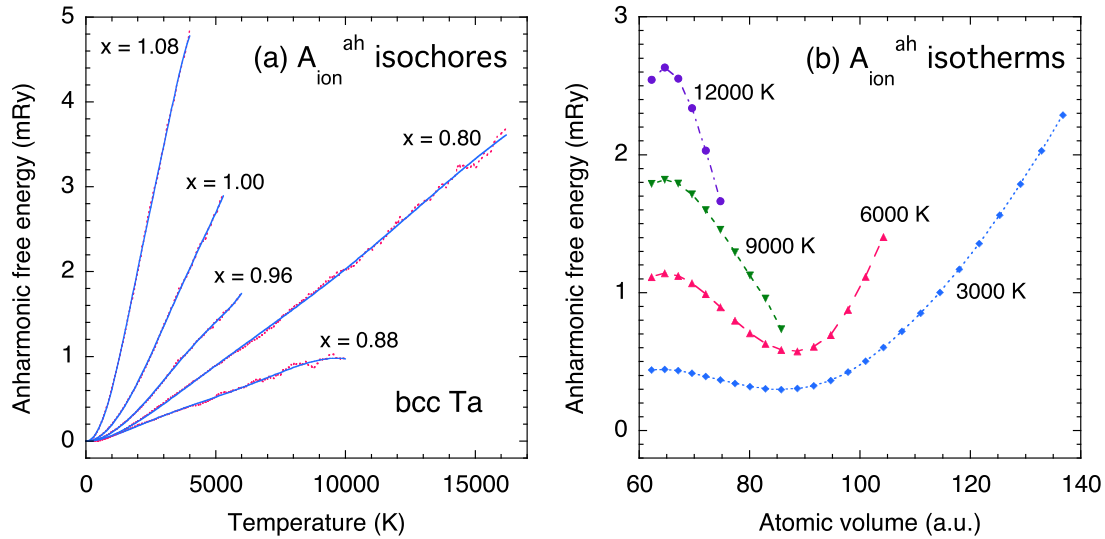 (a) A_ion^ah isochores
x = 1.08
x = 0.80
x = 1.00
x = 0.96
x = 0.88
bcc Ta
5
4
3
2
1
0
Anharmonic free energy (mRy)
0
5000
10000
15000
Temperature (K)
(b) A_ion^ah isotherms
12000 K
6000 K
9000 K
3000 K
3
2
1
0
Anharmonic free energy (mRy)
60
80
100
120
140
Atomic volume (a.u.)